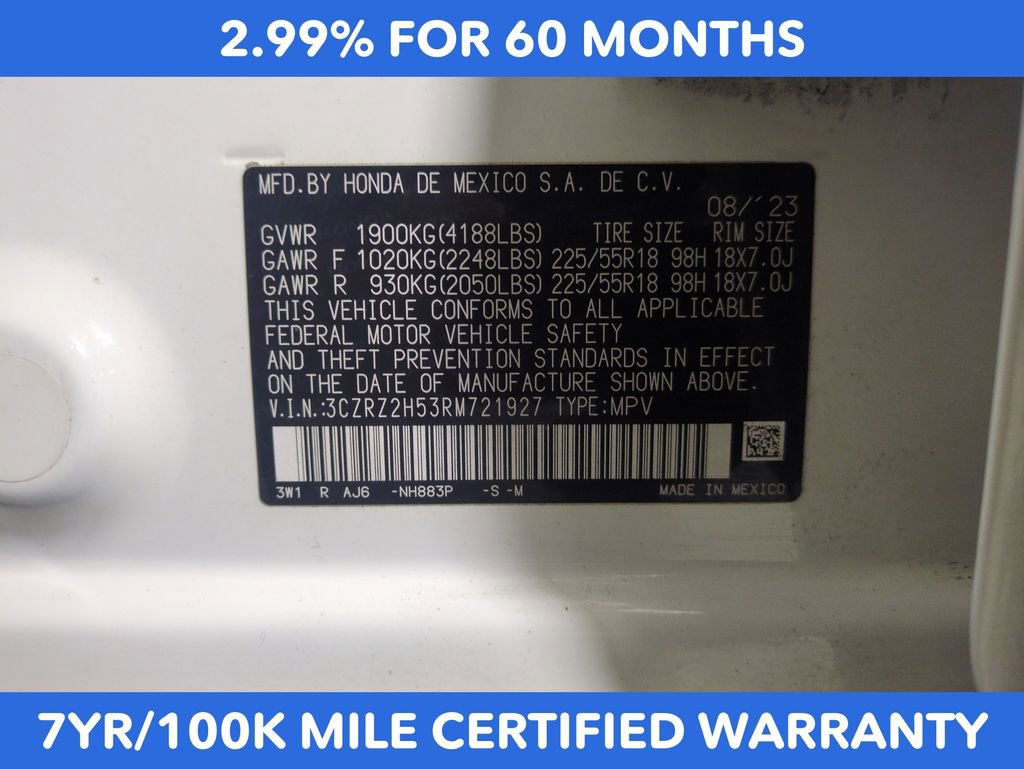 2.99% FOR 60 MONTHS
MFD.BY HONDA DE MEXICO S.A. DE C.V.
08/'23
GVWR 1900KG(4188LBS) TIRE SIZE RIM SIZE
GAWR F 1020KG(2248LBS) 225/55R18 98H 18X7.0J
GAWR R 930KG(2050LBS) 225/55R18 98H 18X7.0J
THIS VEHICLE CONFORMS TO ALL APPLICABLE
FEDERAL MOTOR VEHICLE SAFETY
AND THEFT PREVENTION STANDARDS IN EFFECT
ON THE DATE OF MANUFACTURE SHOWN ABOVE.
V.I.N.:3CZRZ2H53RM721927 TYPE:MPV
3W1 R AJ6 -NH883P -S -M MADE IN MEXICO
7YR/100K MILE CERTIFIED WARRANTY